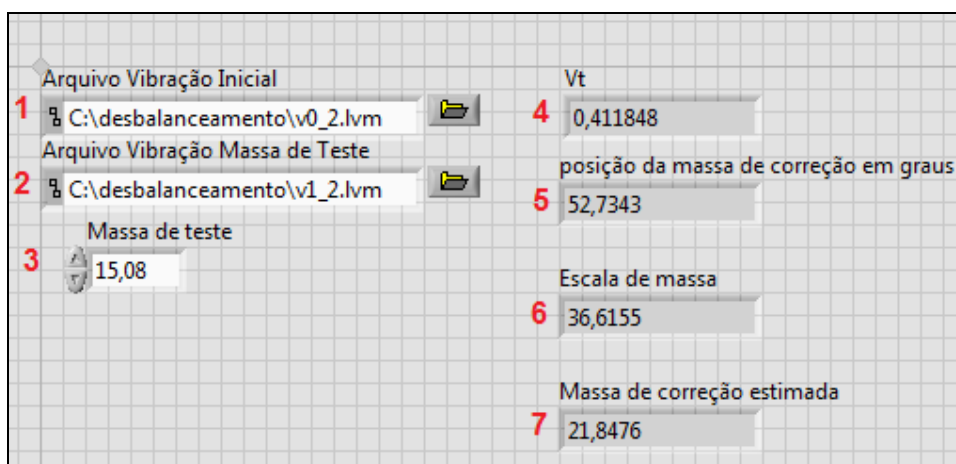 Arquivo Vibração Inicial
1
C:\desbalanceamento\v0_2.lvm
Arquivo Vibração Massa de Teste
2
C:\desbalanceamento\v1_2.lvm
Massa de teste
3
15,08
Vt
4
0,411848
posição da massa de correção em graus
5
52,7343
Escala de massa
6
36,6155
Massa de correção estimada
7
21,8476